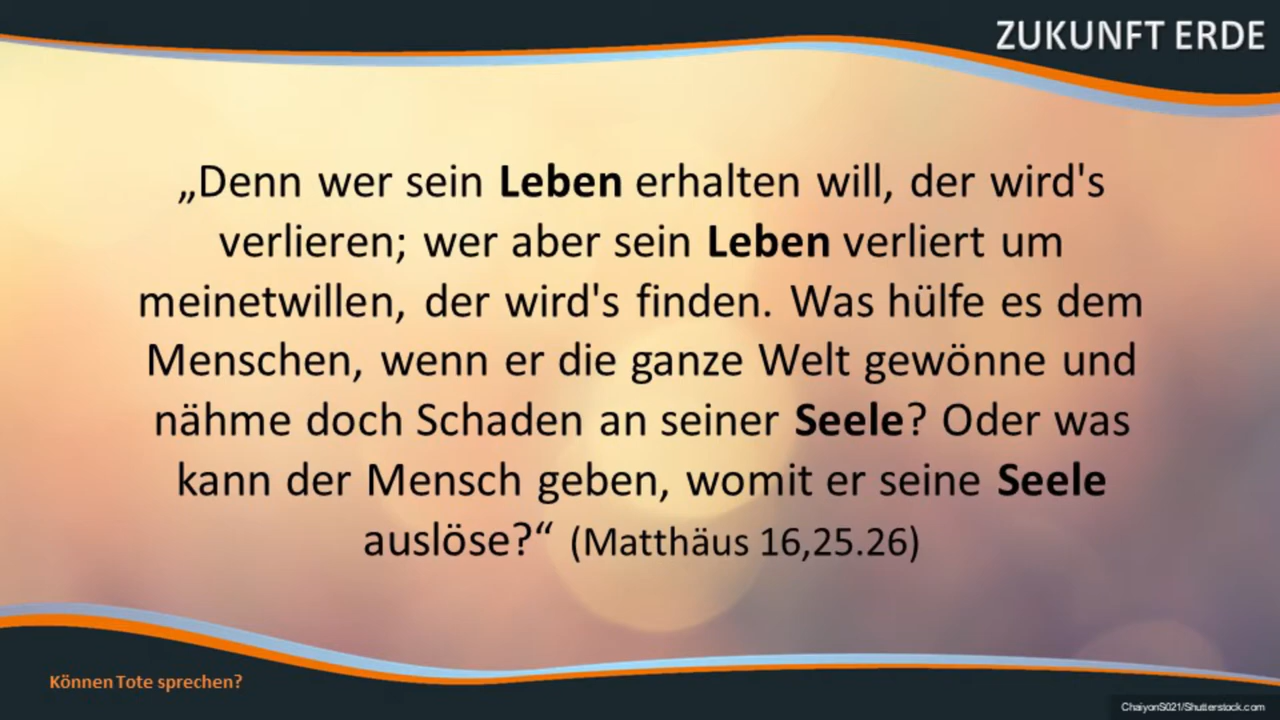 ZUKUNFT ERDE
„Denn wer sein Leben erhalten will, der wird's
verlieren; wer aber sein Leben verliert um
meinetwillen, der wird's finden. Was hülfe es dem
Menschen, wenn er die ganze Welt gewönne und
nähme doch Schaden an seiner Seele? Oder was
kann der Mensch geben, womit er seine Seele
auslöse?“ (Matthäus 16,25.26)
Können Tote sprechen?
ChaiyonS021/Shutterstock.com